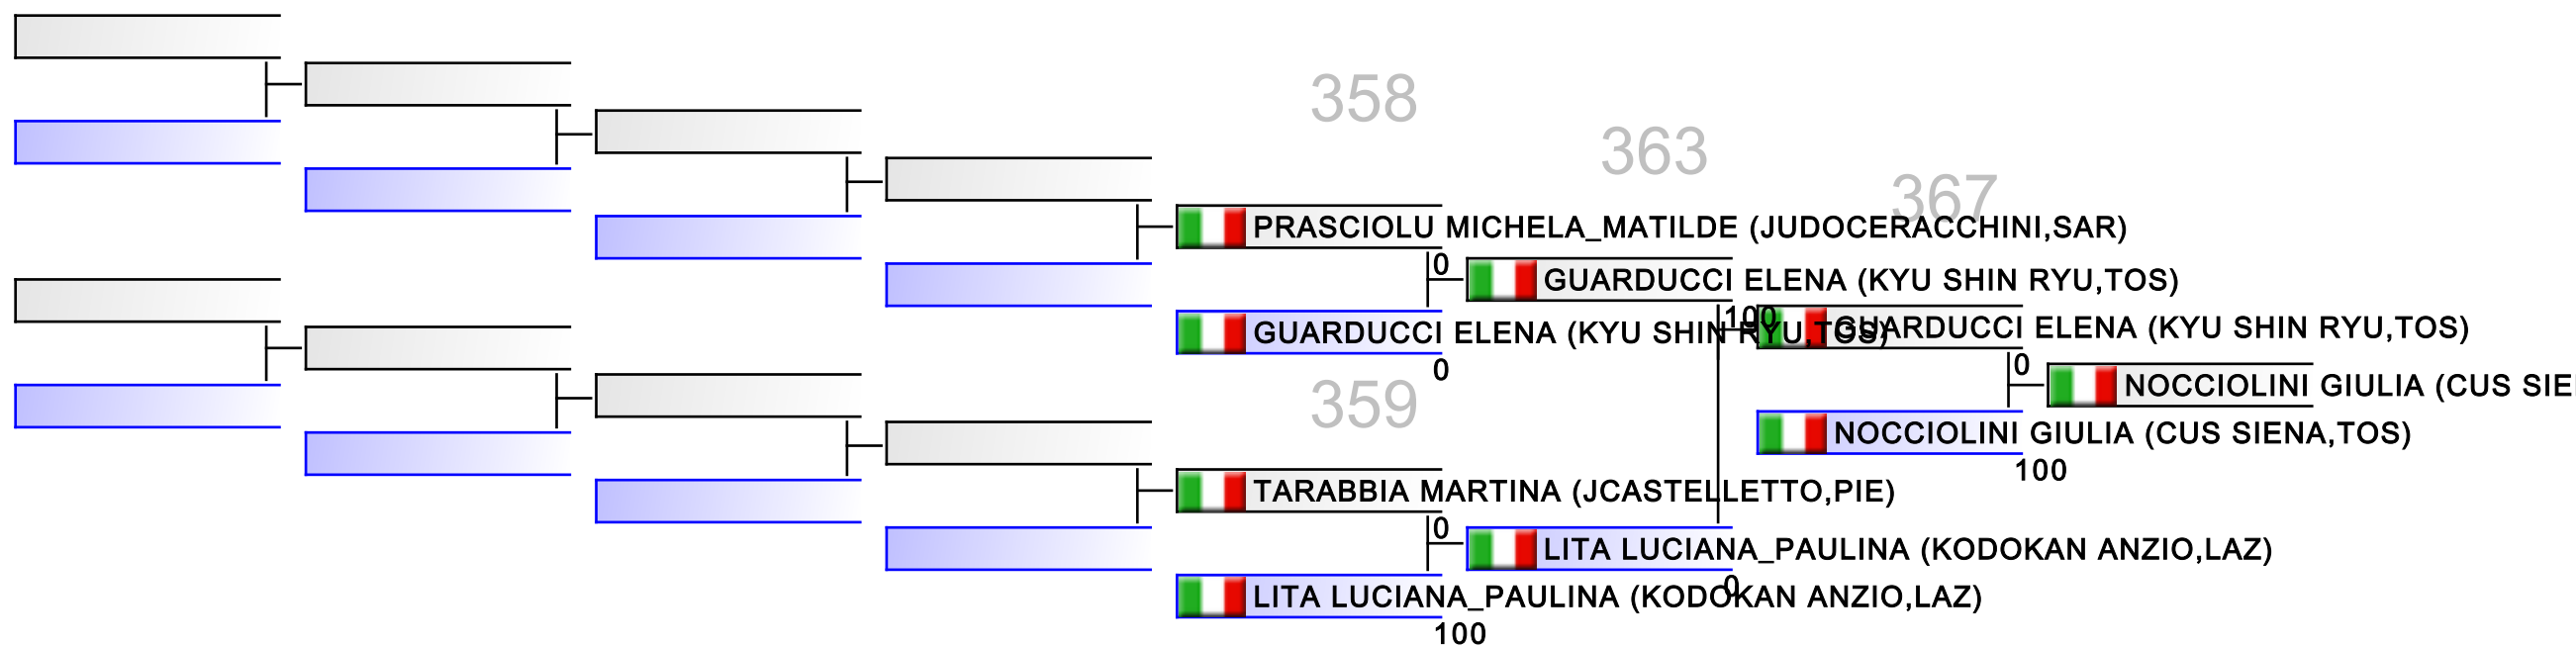 358
363
367
PRASCIOLU MICHELA_MATILDE (JUDOCERACCHINI,SAR)
0
GUARDUCCI ELENA (KYU SHIN RYU,TOS)
100
GUARDUCCI ELENA (KYU SHIN RYU,TOS)
GUARDUCCI ELENA (KYU SHIN RYU,TOS)
0
0
NOCCIOLINI GIULIA (CUS SIE
359
NOCCIOLINI GIULIA (CUS SIENA,TOS)
100
TARABBIA MARTINA (JCASTELLETTO,PIE)
0
LITA LUCIANA_PAULINA (KODOKAN ANZIO,LAZ)
0
LITA LUCIANA_PAULINA (KODOKAN ANZIO,LAZ)
100